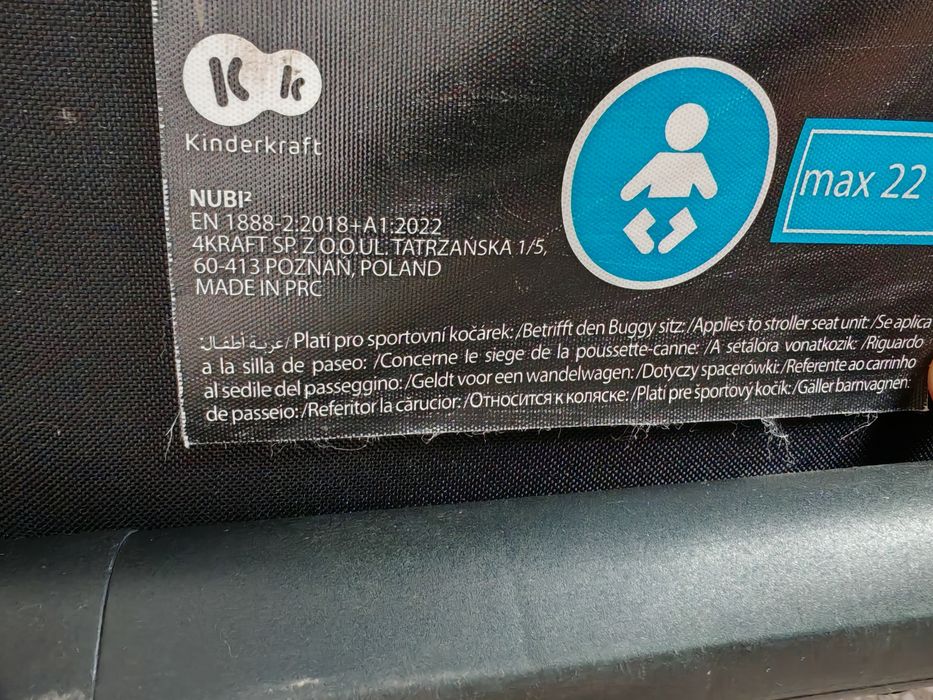 K k
Kinderkraft
max 22
NUBI²
EN 1888-2:2018+A1:2022
4KRAFT SP. Z O.O.UL. TATRZAŃSKA 1/5,
60-413 POZNAŃ, POLAND
MADE IN PRC
عربية أطفال:/Platí pro sportovní kočárek:/Betrifft den Buggy sitz:/Applies to stroller seat unit:/Se aplica
a la silla de paseo:/Concerne le siege de la poussette-canne:/A setálóra vonatkozik:/Riguardo
al sedile del passeggino:/Geldt voor een wandelwagen:/Dotyczy spacerówki:/Referente ao carrinho
de passeio:/Referitor la cărucior:/Относится к коляске:/Platí pre športový kočík:/Gäller barnvagnen: